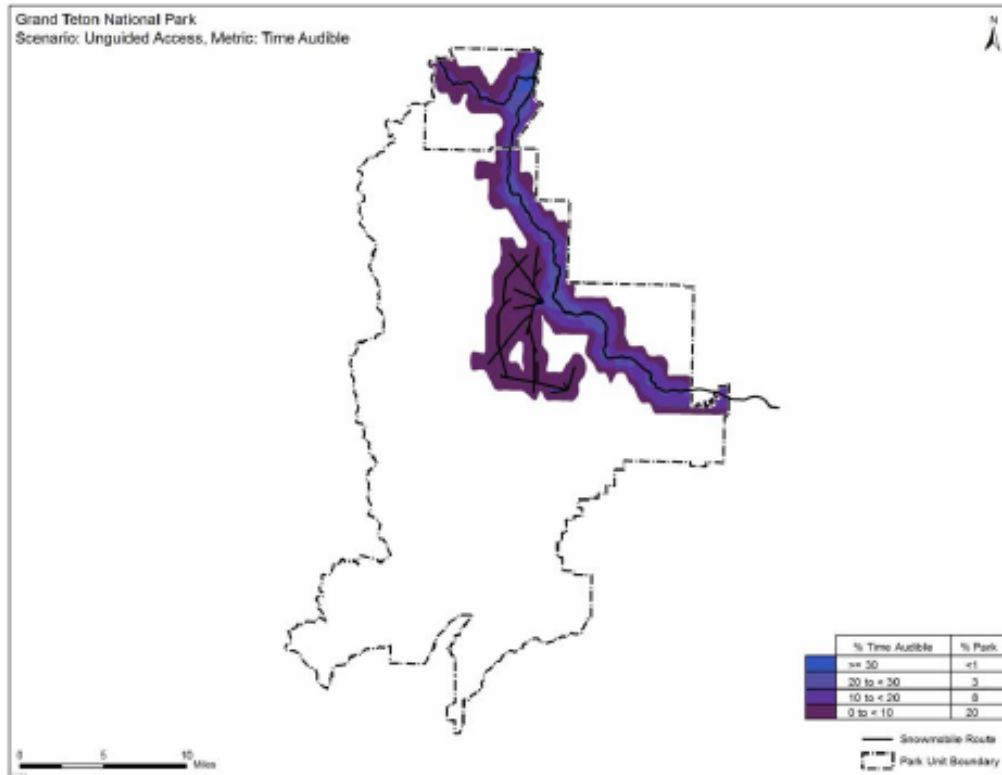 Grand Teton National Park
Scenario: Unguided Access, Metric: Time Audible
N
% Time Audible % Park
>= 30 <1
20 to < 30 3
10 to < 20 8
0 to < 10 20
Snowmobile Route
Park Unit Boundary
0 5 10
Miles